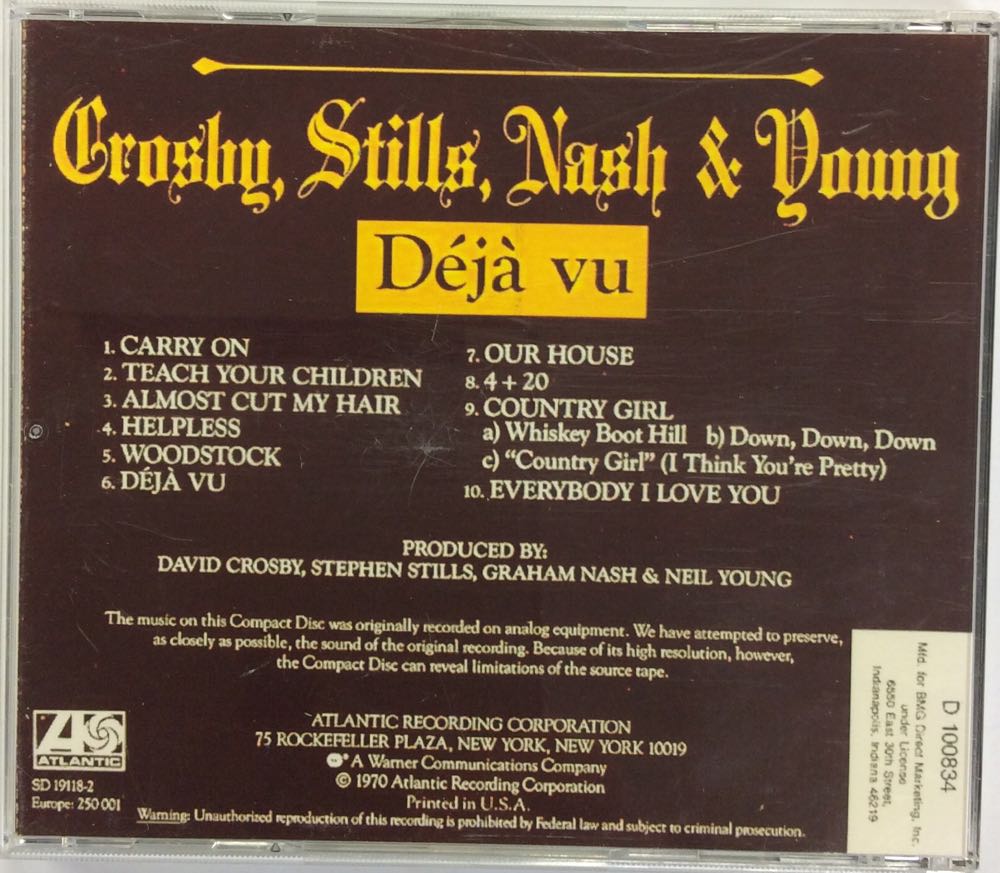 Crosby, Stills, Nash & Young
Déjà vu
1. CARRY ON
2. TEACH YOUR CHILDREN
3. ALMOST CUT MY HAIR
4. HELPLESS
5. WOODSTOCK
6. DÉJÀ VU
7. OUR HOUSE
8. 4 + 20
9. COUNTRY GIRL
a) Whiskey Boot Hill b) Down, Down, Down
c) “Country Girl” (I Think You're Pretty)
10. EVERYBODY I LOVE YOU
PRODUCED BY:
DAVID CROSBY, STEPHEN STILLS, GRAHAM NASH & NEIL YOUNG
The music on this Compact Disc was originally recorded on analog equipment. We have attempted to preserve,
as closely as possible, the sound of the original recording. Because of its high resolution, however,
the Compact Disc can reveal limitations of the source tape.
ATLANTIC
SD 19118-2
Europe: 250 001
ATLANTIC RECORDING CORPORATION
75 ROCKEFELLER PLAZA, NEW YORK, NEW YORK 10019
A Warner Communications Company
© 1970 Atlantic Recording Corporation
Printed in U.S.A.
Warning: Unauthorized reproduction of this recording is prohibited by Federal law and subject to criminal prosecution.
D 100834
Mfd. for BMG Direct Marketing, Inc.
under License
6550 East 30th Street,
Indianapolis, Indiana 46219